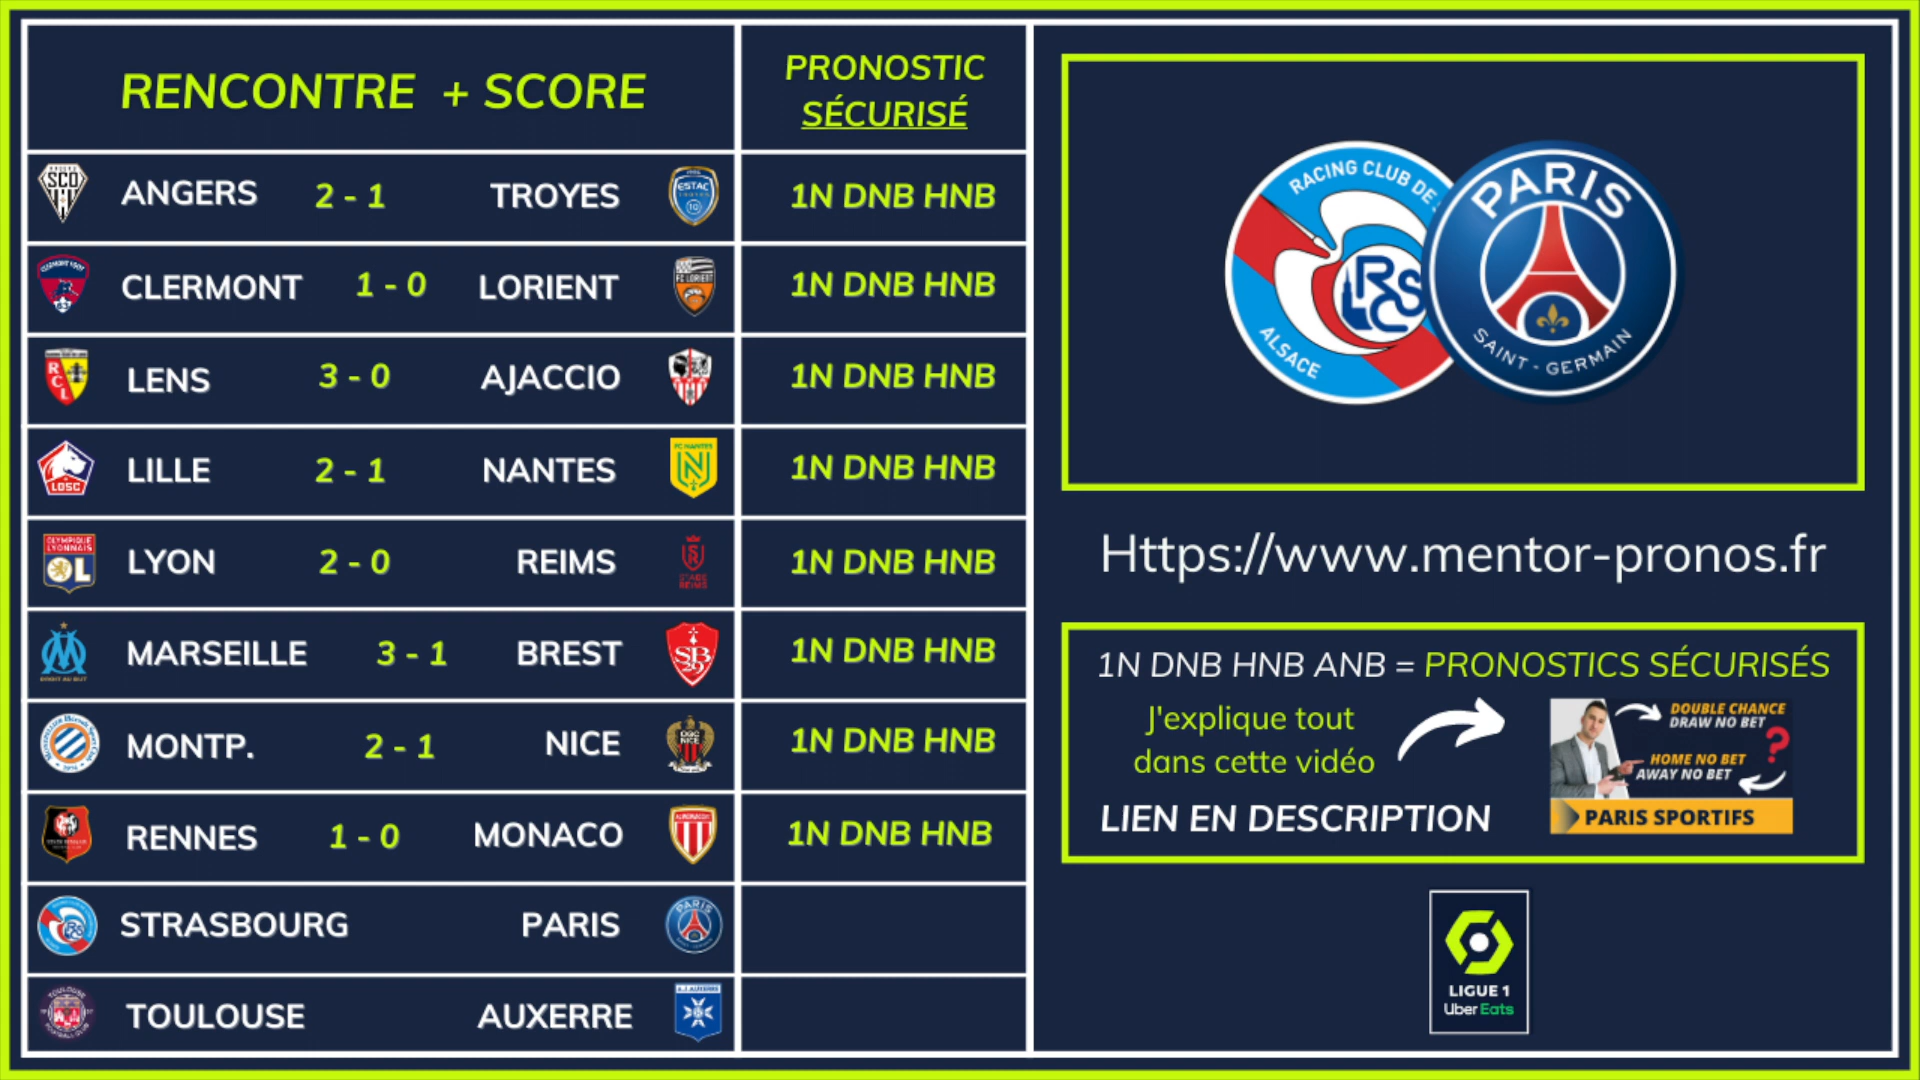 RENCONTRE + SCORE
PRONOSTIC
SÉCURISÉ
ANGERS 2 - 1 TROYES 1N DNB HNB
CLERMONT 1 - 0 LORIENT 1N DNB HNB
LENS 3 - 0 AJACCIO 1N DNB HNB
LILLE 2 - 1 NANTES 1N DNB HNB
LYON 2 - 0 REIMS 1N DNB HNB
MARSEILLE 3 - 1 BREST 1N DNB HNB
MONTP. 2 - 1 NICE 1N DNB HNB
RENNES 1 - 0 MONACO 1N DNB HNB
STRASBOURG PARIS
TOULOUSE AUXERRE
RACING CLUB DE
RCS
ALSACE
PARIS
SAINT - GERMAIN
Https://www.mentor-pronos.fr
1N DNB HNB ANB = PRONOSTICS SÉCURISÉS
J'explique tout
dans cette vidéo
LIEN EN DESCRIPTION
DOUBLE CHANCE
DRAW NO BET
?
HOME NO BET
AWAY NO BET
PARIS SPORTIFS
LIGUE 1
Uber Eats